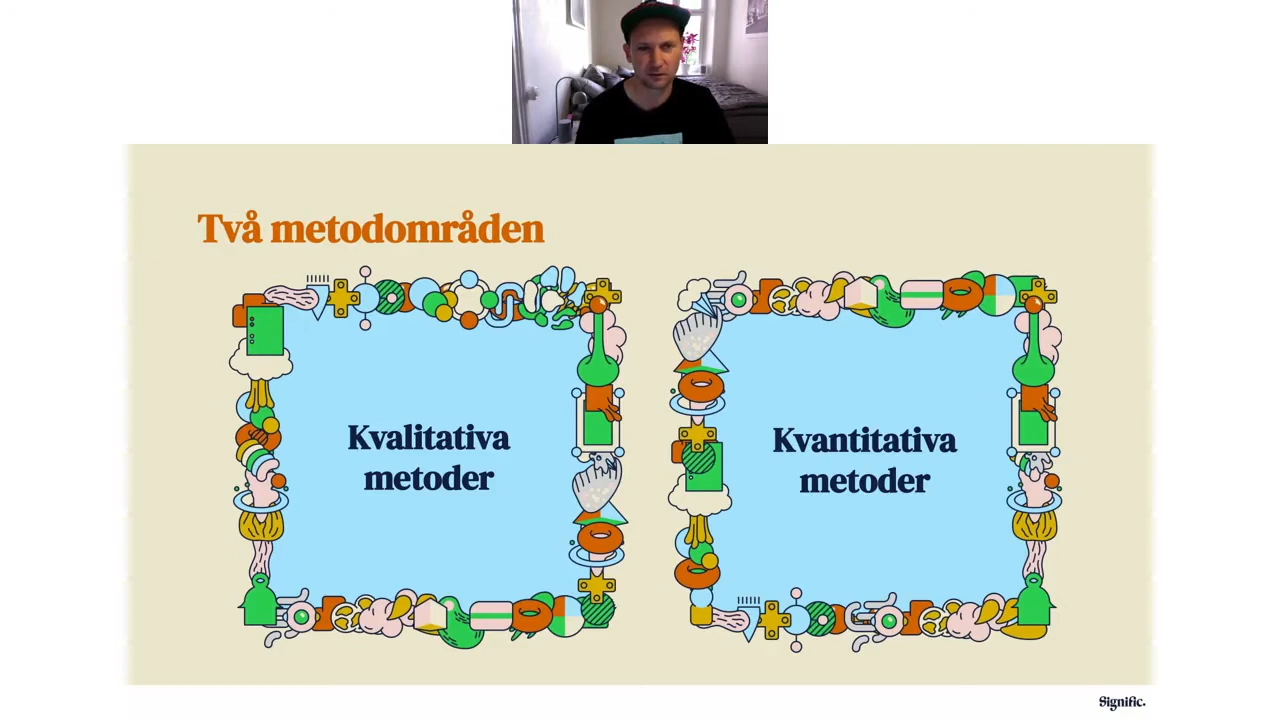 Två metodområden
Kvalitativa
metoder
Kvantitativa
metoder
Signific.